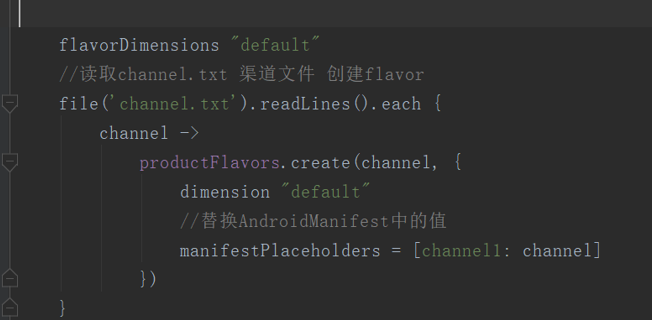 flavorDimensions "default"
//读取channel.txt 渠道文件 创建flavor
file('channel.txt').readLines().each {
channel ->
productFlavors.create(channel, {
dimension "default"
//替换AndroidManifest中的值
manifestPlaceholders = [channel1: channel]
})
}